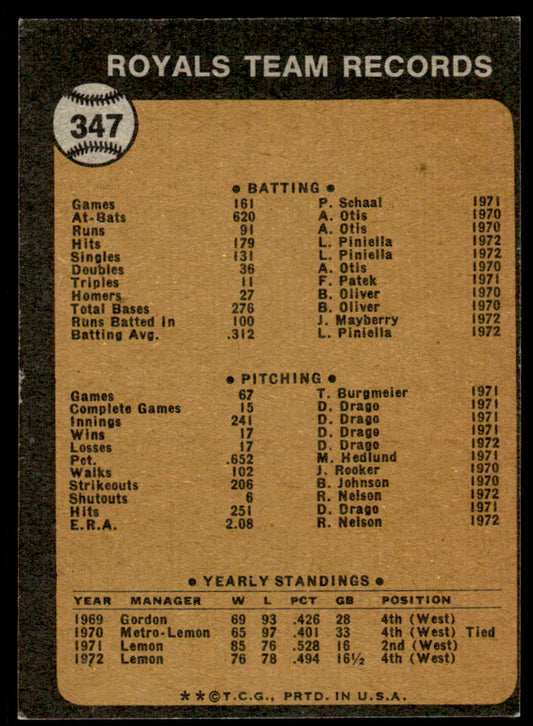 ROYALS TEAM RECORDS
347
● BATTING ●
Games 161 P. Schaal 1971
At-Bats 620 A. Otis 1970
Runs 91 A. Otis 1970
Hits 179 L. Piniella 1972
Singles 131 L. Piniella 1972
Doubles 36 A. Otis 1970
Triples 11 F. Patek 1971
Homers 27 B. Oliver 1970
Total Bases 276 B. Oliver 1970
Runs Batted In 100 J. Mayberry 1972
Batting Avg. .312 L. Piniella 1972
● PITCHING ●
Games 67 T. Burgmeier 1971
Complete Games 15 D. Drago 1971
Innings 241 D. Drago 1971
Wins 17 D. Drago 1971
Losses 17 D. Drago 1972
Pct. .652 M. Hedlund 1971
Walks 102 J. Rooker 1970
Strikeouts 206 B. Johnson 1970
Shutouts 6 R. Nelson 1972
Hits 251 D. Drago 1971
E.R.A. 2.08 R. Nelson 1972
● YEARLY STANDINGS ●
YEAR MANAGER W L PCT GB POSITION
1969 Gordon 69 93 .426 28 4th (West)
1970 Metro-Lemon 65 97 .401 33 4th (West) Tied
1971 Lemon 85 76 .528 16 2nd (West)
1972 Lemon 76 78 .494 16½ 4th (West)
**©T.C.G., PRTD. IN U.S.A.